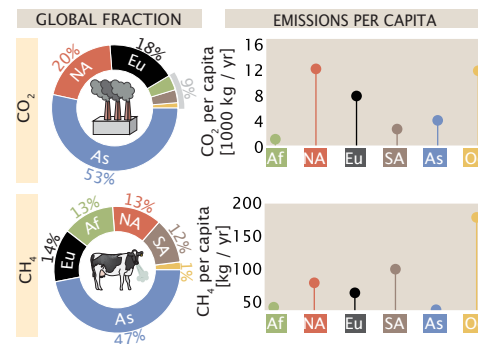 GLOBAL FRACTION
EMISSIONS PER CAPITA
CO2
20%
18%
9%
NA
Eu
As
53%
CO2 per capita
[1000 kg / yr]
16
12
8
4
0
Af NA Eu SA As O
CH4
13%
13%
12%
14%
1%
Af
NA
SA
Eu
As
47%
CH4 per capita
[kg / yr]
200
150
100
50
Af NA Eu SA As O